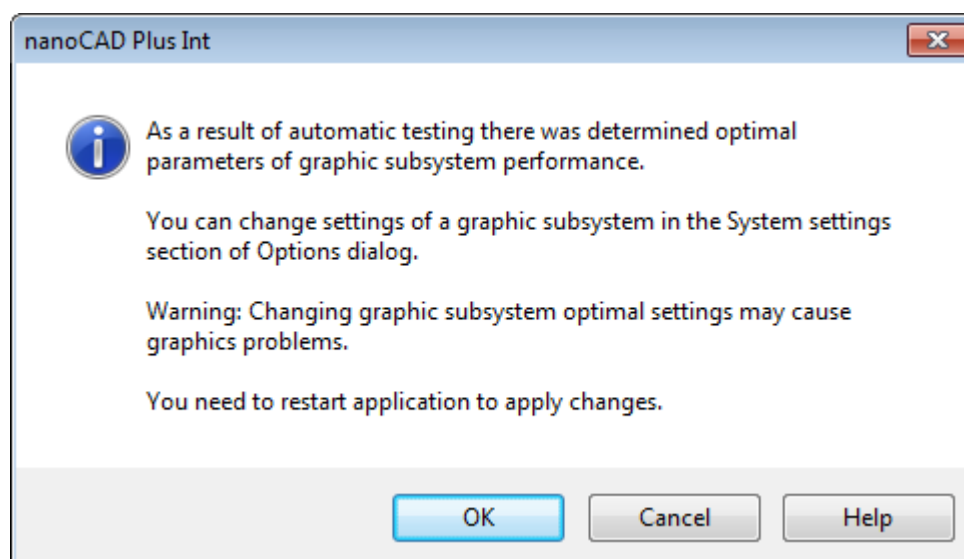 nanoCAD Plus Int
As a result of automatic testing there was determined optimal
parameters of graphic subsystem performance.
You can change settings of a graphic subsystem in the System settings
section of Options dialog.
Warning: Changing graphic subsystem optimal settings may cause
graphics problems.
You need to restart application to apply changes.
OK Cancel Help